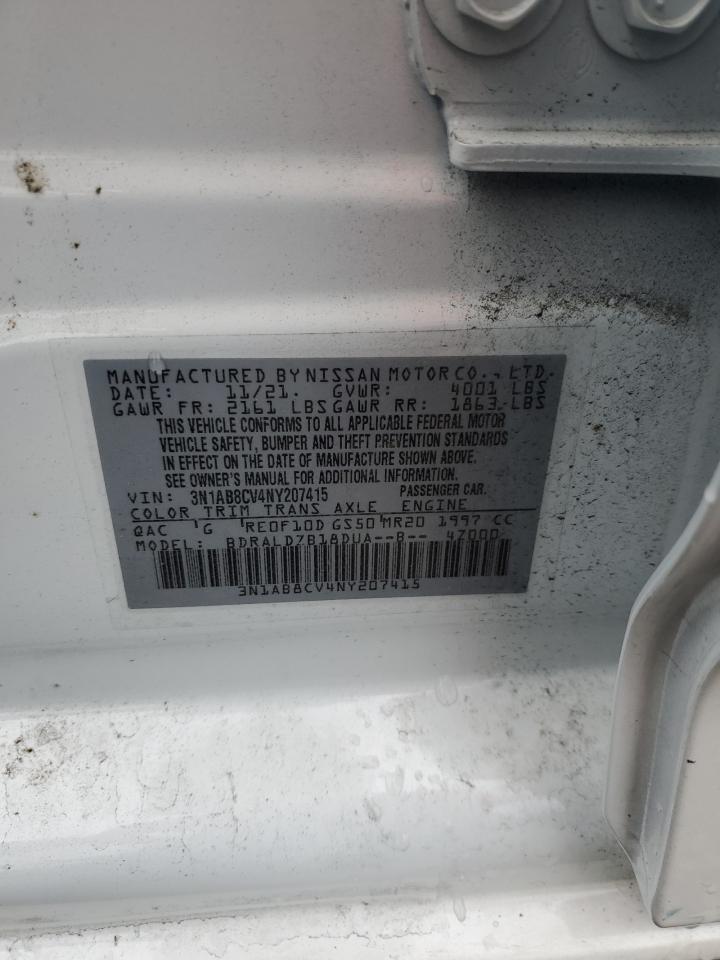 MANUFACTURED BY NISSAN MOTOR CO., LTD.
DATE: 11/21. GVWR: 4001 LBS
GAWR FR: 2161 LBS GAWR RR: 1863 LBS
THIS VEHICLE CONFORMS TO ALL APPLICABLE FEDERAL MOTOR
VEHICLE SAFETY, BUMPER AND THEFT PREVENTION STANDARDS
IN EFFECT ON THE DATE OF MANUFACTURE SHOWN ABOVE.
SEE OWNER'S MANUAL FOR ADDITIONAL INFORMATION.
VIN: 3N1AB8CV4NY207415 PASSENGER CAR.
COLOR TRIM TRANS AXLE ENGINE
QAC G RE0F10D GS50 MR20 1997 CC
MODEL: BDRALDZB18DUA--B-- 4Z000
3N1AB8CV4NY207415